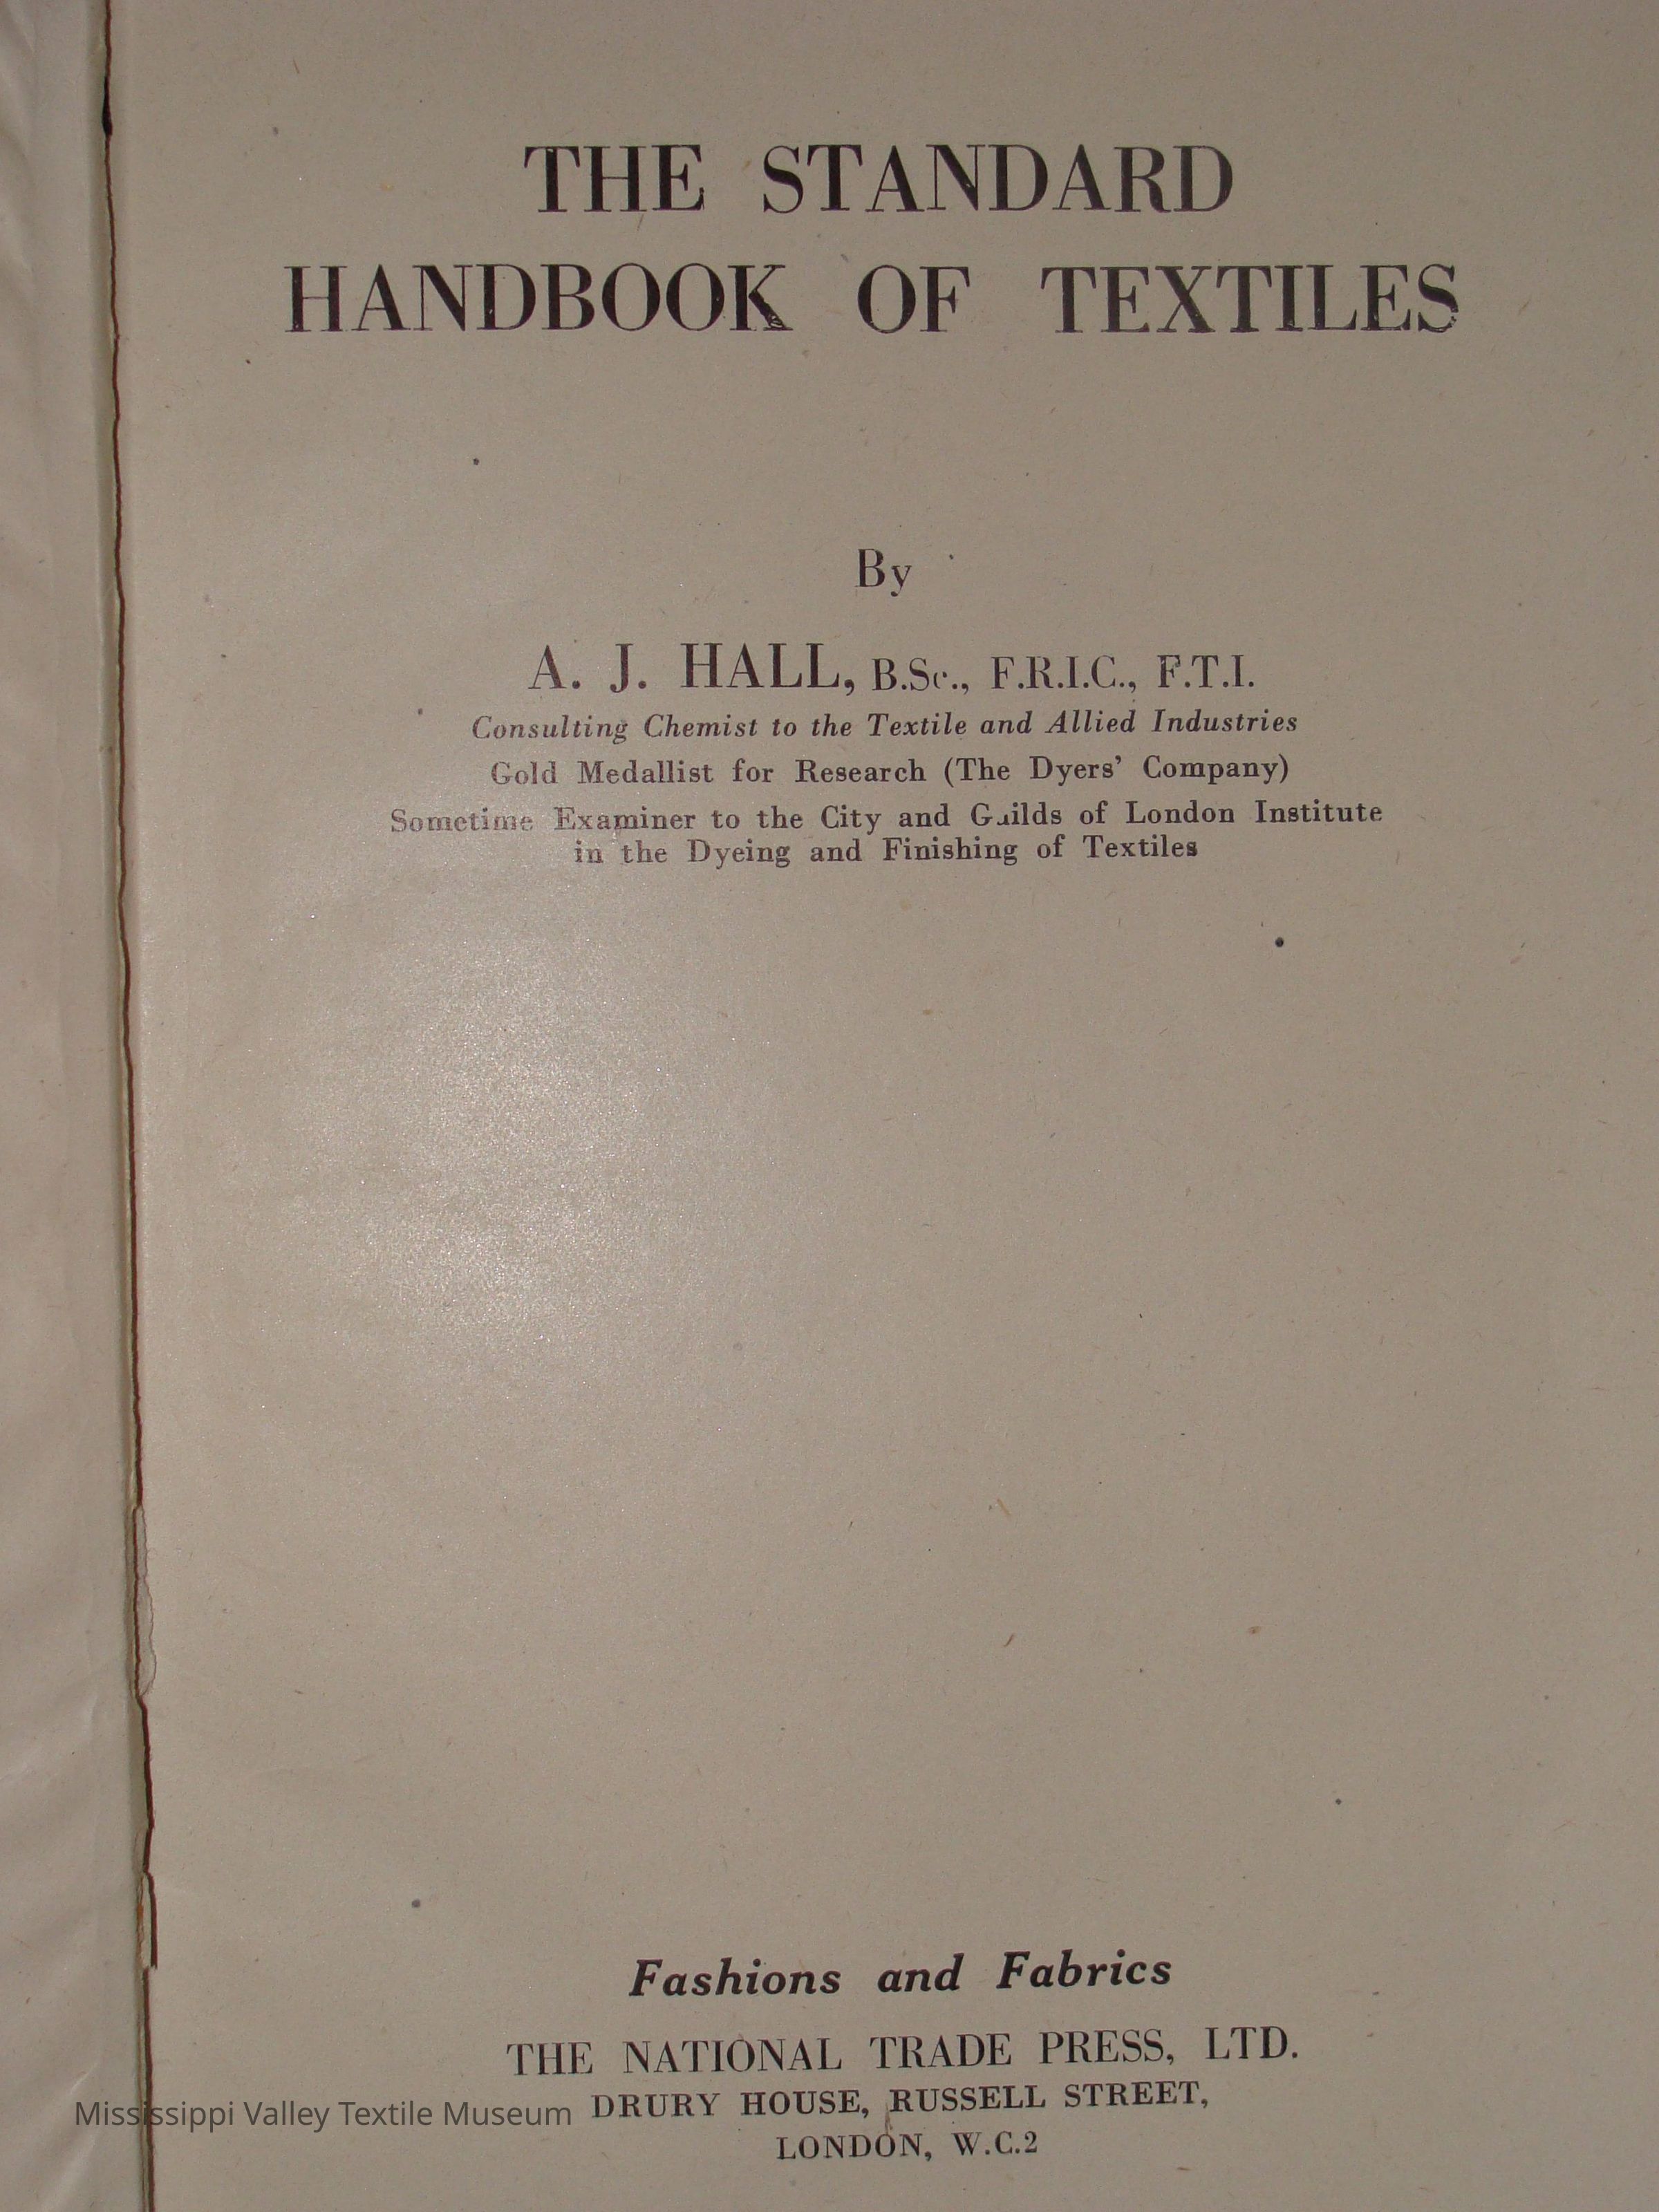 THE STANDARD
HANDBOOK OF TEXTILES
By
A. J. HALL, B.Sc., F.R.I.C., F.T.I.
Consulting Chemist to the Textile and Allied Industries
Gold Medallist for Research (The Dyers' Company)
Sometime Examiner to the City and Guilds of London Institute
in the Dyeing and Finishing of Textiles
Fashions and Fabrics
THE NATIONAL TRADE PRESS, LTD.
DRURY HOUSE, RUSSELL STREET,
LONDON, W.C.2
Mississippi Valley Textile Museum